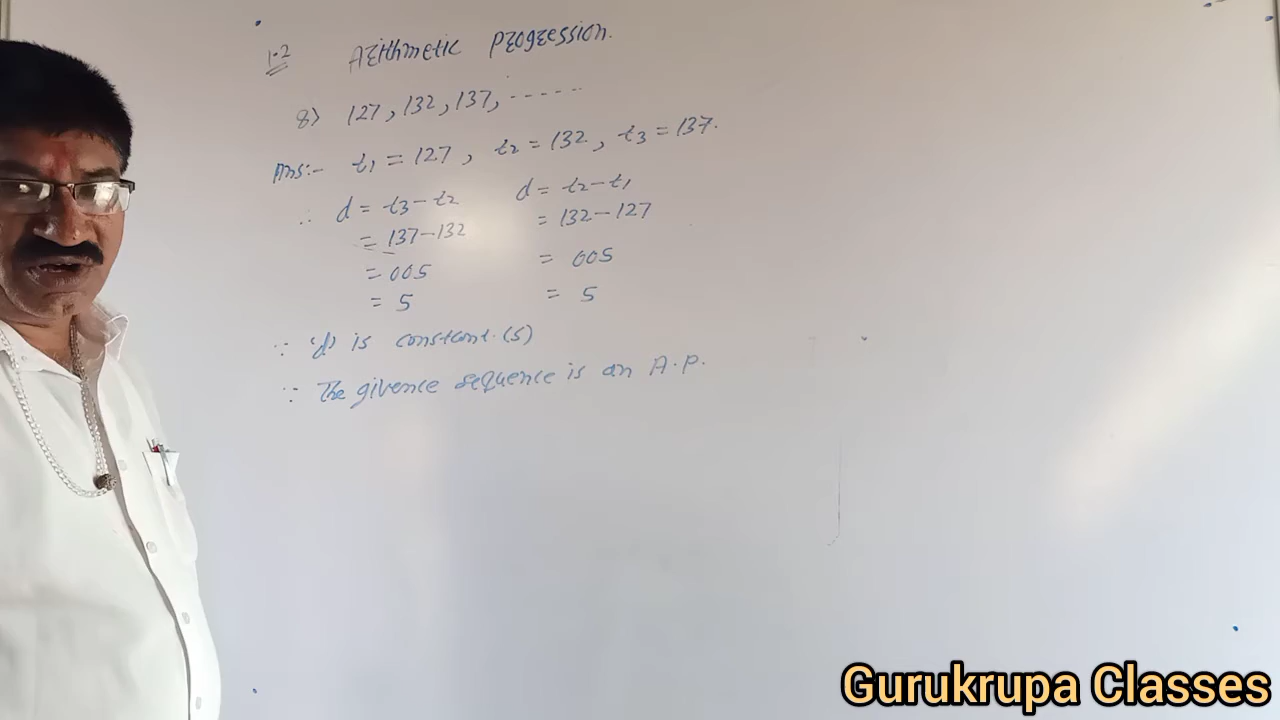 1.2 Arithmetic Progression.
8) 127, 132, 137, ------
Ans:- t₁ = 127, t₂ = 132, t₃ = 137.
∴ d = t₃ - t₂ d = t₂ - t₁
= 137 - 132 = 132 - 127
= 005 = 005
= 5 = 5
∵ 'd' is constant. (5)
∵ The givence sequence is an A.P.
Gurukrupa Classes